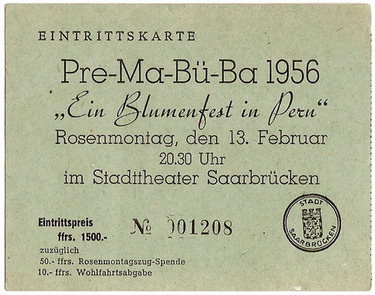 EINTRITTSKARTE
Pre-Ma-Bü-Ba 1956
„Ein Blumenfest in Peru"
Rosenmontag, den 13. Februar
20.30 Uhr
im Stadttheater Saarbrücken
Eintrittspreis
ffrs. 1500.-
№ 001208
zuzüglich
50.- ffrs. Rosenmontagszug-Spende
10.- ffrs. Wohlfahrtsabgabe
STADT
SAARBRÜCKEN